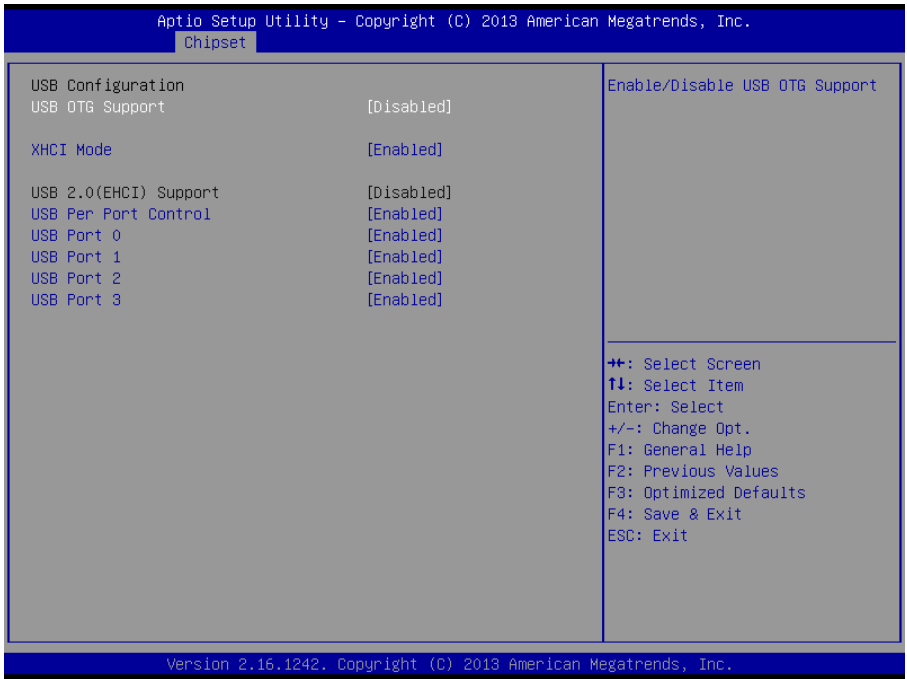 Aptio Setup Utility – Copyright (C) 2013 American Megatrends, Inc.
Chipset
USB Configuration
USB OTG Support [Disabled]
XHCI Mode [Enabled]
USB 2.0(EHCI) Support [Disabled]
USB Per Port Control [Enabled]
USB Port 0 [Enabled]
USB Port 1 [Enabled]
USB Port 2 [Enabled]
USB Port 3 [Enabled]
Enable/Disable USB OTG Support
→←: Select Screen
↑↓: Select Item
Enter: Select
+/-: Change Opt.
F1: General Help
F2: Previous Values
F3: Optimized Defaults
F4: Save & Exit
ESC: Exit
Version 2.16.1242. Copyright (C) 2013 American Megatrends, Inc.